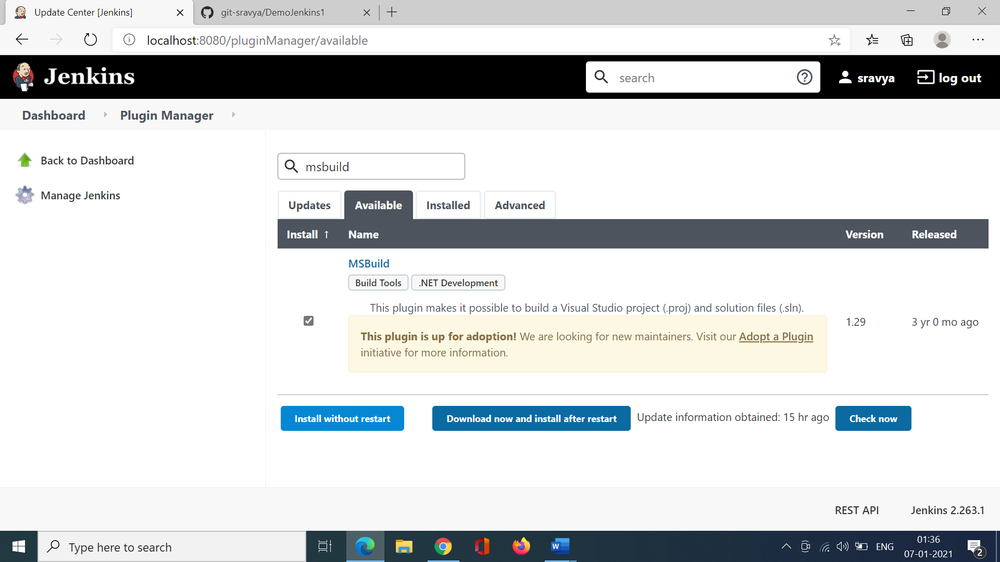 Update Center [Jenkins]
git-sravya/DemoJenkins1
localhost:8080/pluginManager/available
Jenkins
search
sravya
log out
Dashboard
Plugin Manager
Back to Dashboard
Manage Jenkins
msbuild
Updates
Available
Installed
Advanced
Install ↑
Name
Version
Released
MSBuild
Build Tools
.NET Development
This plugin makes it possible to build a Visual Studio project (.proj) and solution files (.sln).
This plugin is up for adoption! We are looking for new maintainers. Visit our Adopt a Plugin
initiative for more information.
1.29
3 yr 0 mo ago
Install without restart
Download now and install after restart
Update information obtained: 15 hr ago
Check now
REST API
Jenkins 2.263.1
Type here to search
ENG
01:36
07-01-2021
2